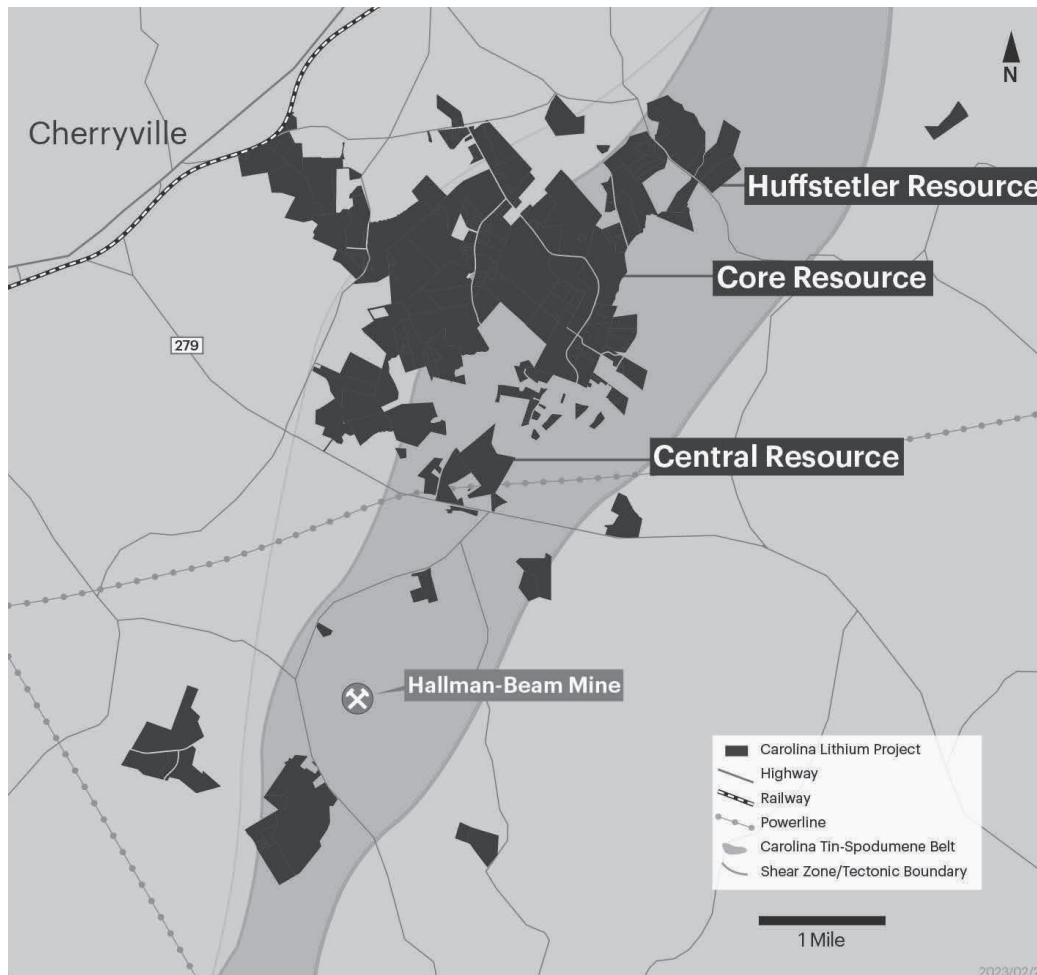 N
Cherryville
Huffstetler Resource
Core Resource
279
Central Resource
Hallman-Beam Mine
Carolina Lithium Project
Highway
Railway
Powerline
Carolina Tin-Spodumene Belt
Shear Zone/Tectonic Boundary
1 Mile